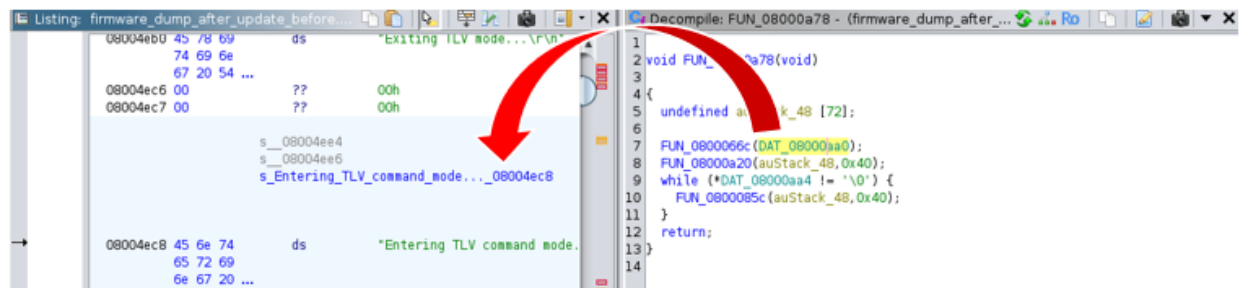 Listing: firmware_dump_after_update_before....
08004eb0 45 78 69 ds "Exiting TLV mode...\r\n"
74 69 6e
67 20 54 ...
08004ec6 00 ?? 00h
08004ec7 00 ?? 00h
s__08004ee4
s__08004ee6
s_Entering_TLV_command_mode..._08004ec8
08004ec8 45 6e 74 ds "Entering TLV command mode.
65 72 69
6e 67 20 ...
Decompile: FUN_08000a78 - (firmware_dump_after_... Ro
1
2 void FUN_ a78(void)
3
4 {
5 undefined k_48 [72];
6
7 FUN_0800066c(DAT_08000aa0);
8 FUN_08000a20(auStack_48,0x40);
9 while (*DAT_08000aa4 != '\0') {
10 FUN_0800085c(auStack_48,0x40);
11 }
12 return;
13 }
14